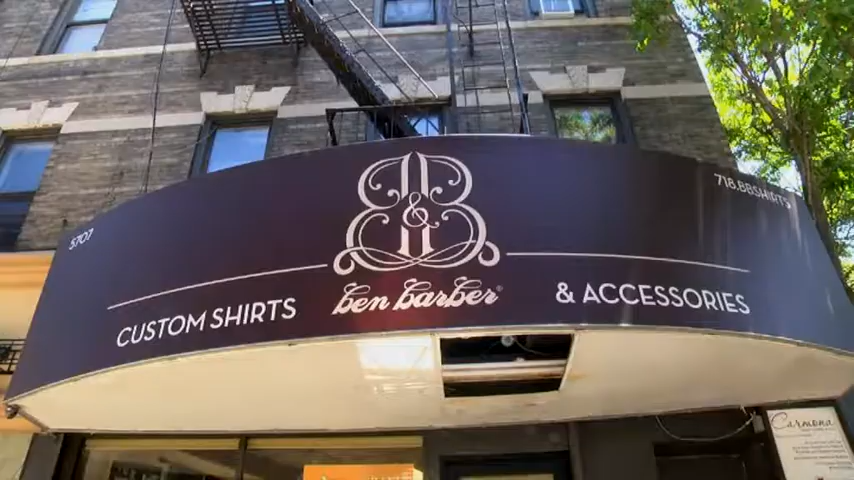 5707
718.BBSHIRTS
B&B
CUSTOM SHIRTS
ben barber®
& ACCESSORIES
Carmona